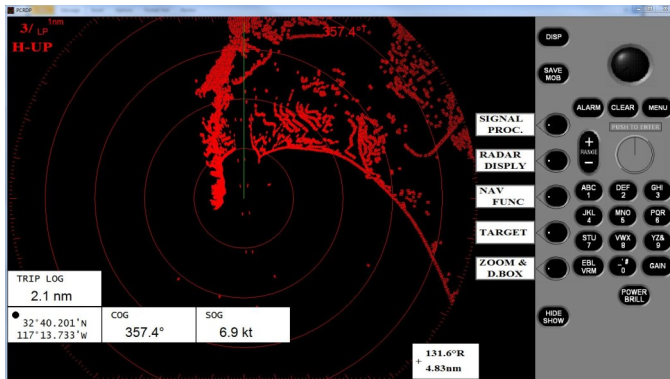 PCRDP
3/ LP 1nm
H-UP
357.4°
TRIP LOG
2.1 nm
32°40.201'N
117°13.733'W
COG
357.4°
SOG
6.9 kt
+ 131.6°R
4.83nm
DISP
SAVE
MOB
ALARM
CLEAR
MENU
PUSH TO ENTER
SIGNAL
PROC.
RADAR
DISPLY
NAV
FUNC
TARGET
ZOOM &
D.BOX
+
RANGE
−
ABC
1
DEF
2
GHI
3
JKL
4
MNO
5
PQR
6
STU
7
VWX
8
YZ&
9
EBL
VRM
_'#
0
GAIN
POWER
BRILL
HIDE
SHOW